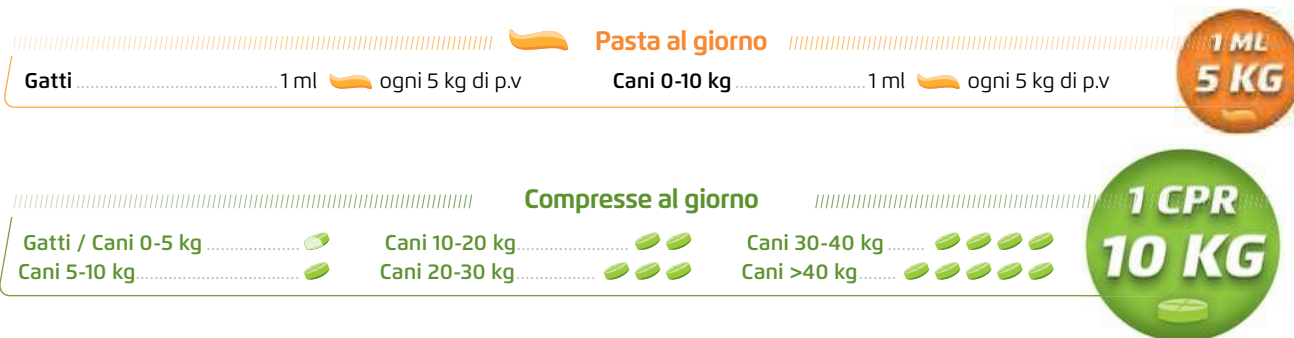 Pasta al giorno
Gatti ................................... 1 ml ogni 5 kg di p.v
Cani 0-10 kg ...................... 1 ml ogni 5 kg di p.v
1 ML
5 KG
Compresse al giorno
Gatti / Cani 0-5 kg ......................
Cani 10-20 kg ....................
Cani 30-40 kg .......
Cani 5-10 kg ...............................
Cani 20-30 kg ..............
Cani >40 kg .......
1 CPR
10 KG